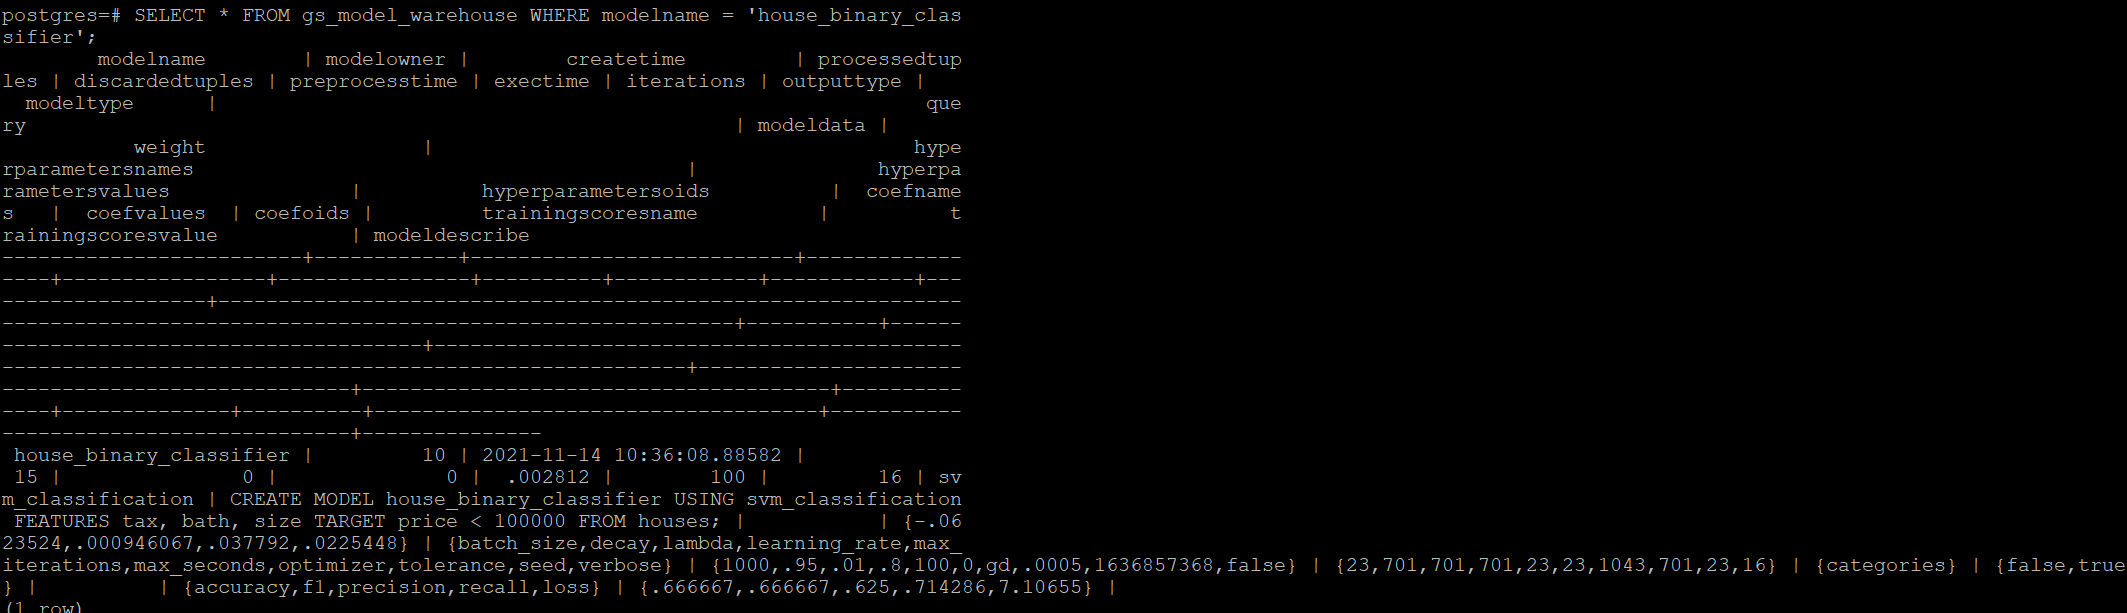 postgres=# SELECT * FROM gs_model_warehouse WHERE modelname = 'house_binary_clas
sifier';
modelname | modelowner | createtime | processedtup
les | discardedtuples | preprocesstime | exectime | iterations | outputtype |
modeltype | que
ry | modeldata |
weight | hype
rparametersnames | hyperpa
rametersvalues | hyperparametersoids | coefname
s | coefvalues | coefoids | trainingscoresname | t
rainingscoresvalue | modeldescribe
-------------------------+------------+---------------------------+-------------
----+-----------------+----------------+----------+------------+------------+---
-----------------+--------------------------------------------------------------
-------------------------------------------------------------+-----------+------
-----------------------------------+--------------------------------------------
---------------------------------------------------------+----------------------
-----------------------------+---------------------------------------+----------
----+--------------+----------+-------------------------------------+-----------
-----------------------------+---------------
house_binary_classifier | 10 | 2021-11-14 10:36:08.88582 |
15 | 0 | 0 | .002812 | 100 | 16 | sv
m_classification | CREATE MODEL house_binary_classifier USING svm_classification
FEATURES tax, bath, size TARGET price < 100000 FROM houses; | | {-.06
23524,.000946067,.037792,.0225448} | {batch_size,decay,lambda,learning_rate,max_
iterations,max_seconds,optimizer,tolerance,seed,verbose} | {1000,.95,.01,.8,100,0,gd,.0005,1636857368,false} | {23,701,701,701,23,23,1043,701,23,16} | {categories} | {false,true
} | | {accuracy,f1,precision,recall,loss} | {.666667,.666667,.625,.714286,7.10655} |
(1 row)